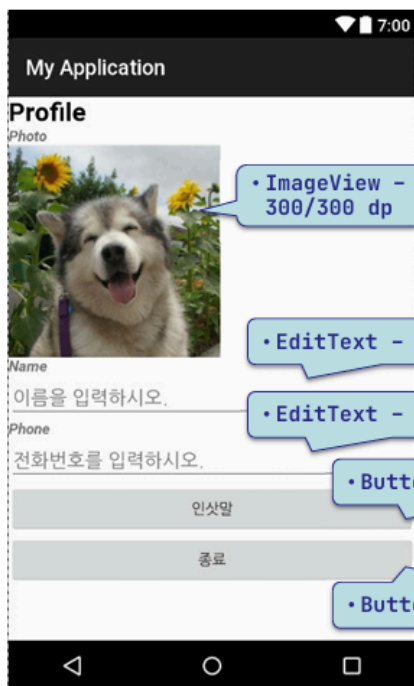 7:00
My Application
Profile
Photo
• ImageView –
300/300 dp
Name
• EditText –
이름을 입력하시오.
Phone
• EditText –
전화번호를 입력하시오.
인삿말
종료